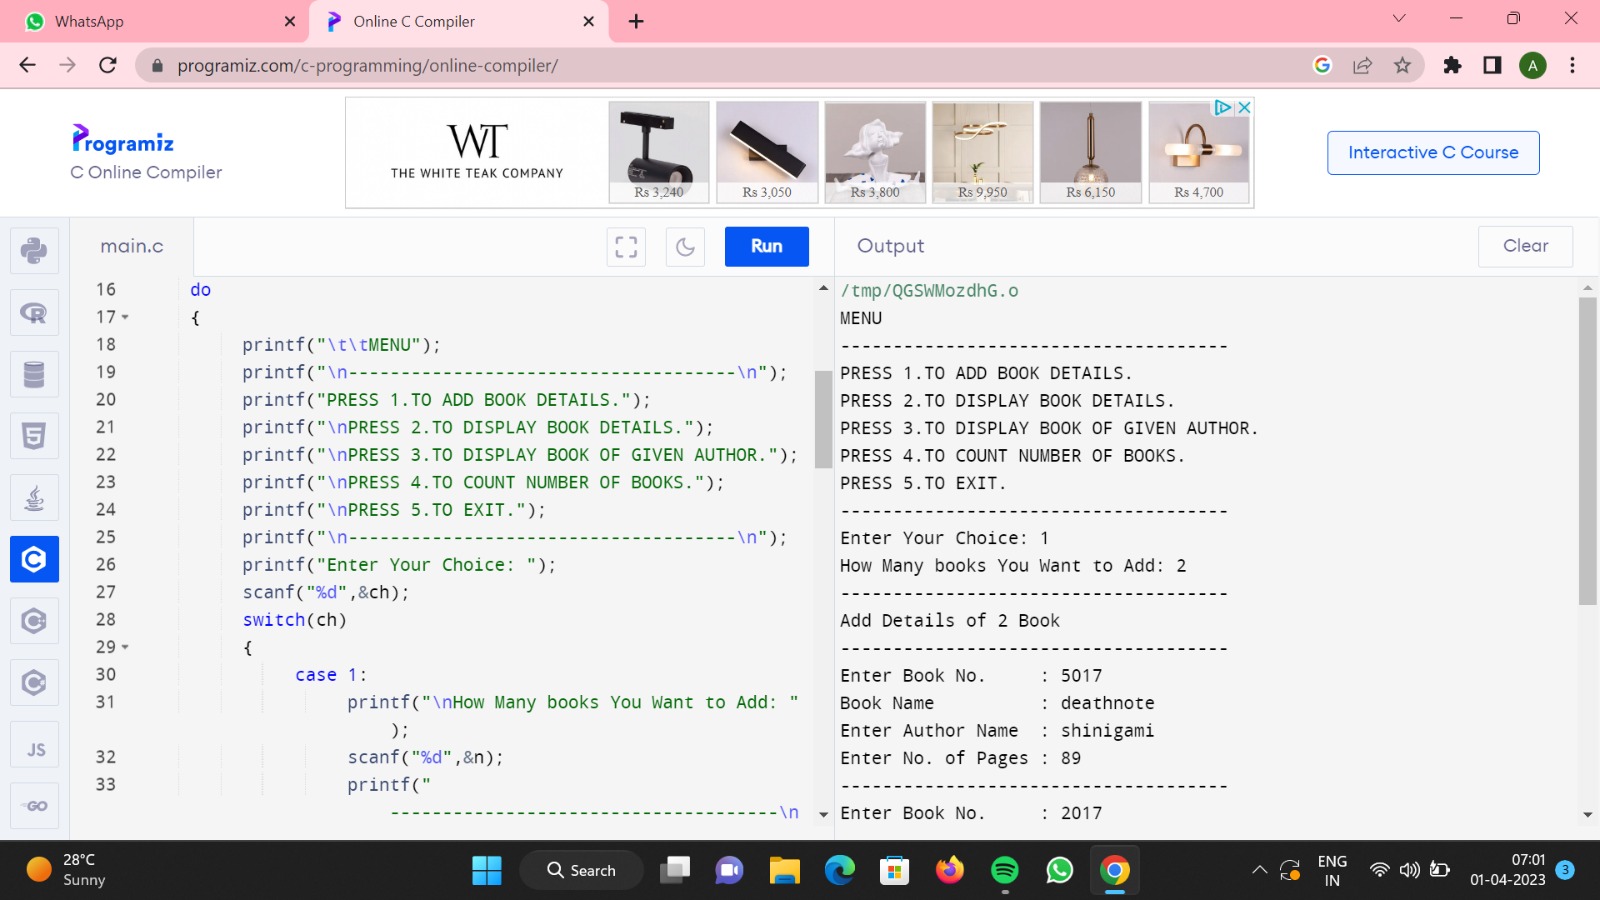 WhatsApp
Online C Compiler
programiz.com/c-programming/online-compiler/
A
Programiz
C Online Compiler
WT
THE WHITE TEAK COMPANY
Rs 3,240
Rs 3,050
Rs 3,800
Rs 9,950
Rs 6,150
Rs 4,700
Interactive C Course
main.c
Run
Output
Clear
16 do
17 {
18 printf("\t\tMENU");
19 printf("\n-------------------------------------\n");
20 printf("PRESS 1.TO ADD BOOK DETAILS.");
21 printf("\nPRESS 2.TO DISPLAY BOOK DETAILS.");
22 printf("\nPRESS 3.TO DISPLAY BOOK OF GIVEN AUTHOR.");
23 printf("\nPRESS 4.TO COUNT NUMBER OF BOOKS.");
24 printf("\nPRESS 5.TO EXIT.");
25 printf("\n-------------------------------------\n");
26 printf("Enter Your Choice: ");
27 scanf("%d",&ch);
28 switch(ch)
29 {
30 case 1:
31 printf("\nHow Many books You Want to Add: "
);
32 scanf("%d",&n);
33 printf("
-------------------------------------\n
/tmp/QGSWMozdhG.o
MENU
-------------------------------------
PRESS 1.TO ADD BOOK DETAILS.
PRESS 2.TO DISPLAY BOOK DETAILS.
PRESS 3.TO DISPLAY BOOK OF GIVEN AUTHOR.
PRESS 4.TO COUNT NUMBER OF BOOKS.
PRESS 5.TO EXIT.
-------------------------------------
Enter Your Choice: 1
How Many books You Want to Add: 2
-------------------------------------
Add Details of 2 Book
-------------------------------------
Enter Book No. : 5017
Book Name : deathnote
Enter Author Name : shinigami
Enter No. of Pages : 89
-------------------------------------
Enter Book No. : 2017
JS
GO
28°C
Sunny
Search
ENG
IN
07:01
01-04-2023
3